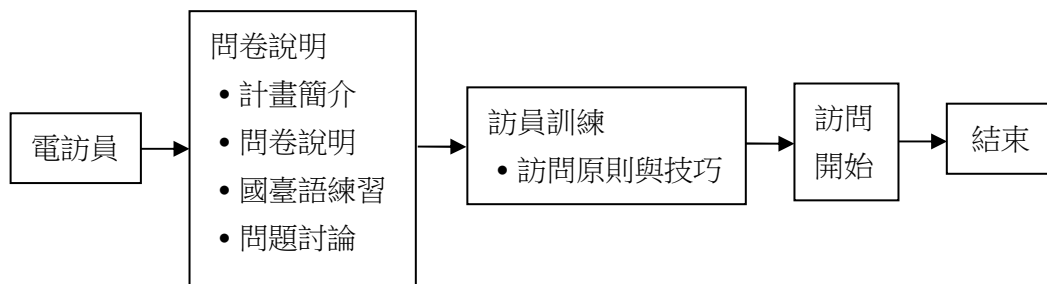 電訪員
問卷說明
• 計畫簡介
• 問卷說明
• 國臺語練習
• 問題討論
訪員訓練
• 訪問原則與技巧
訪問
開始
結束